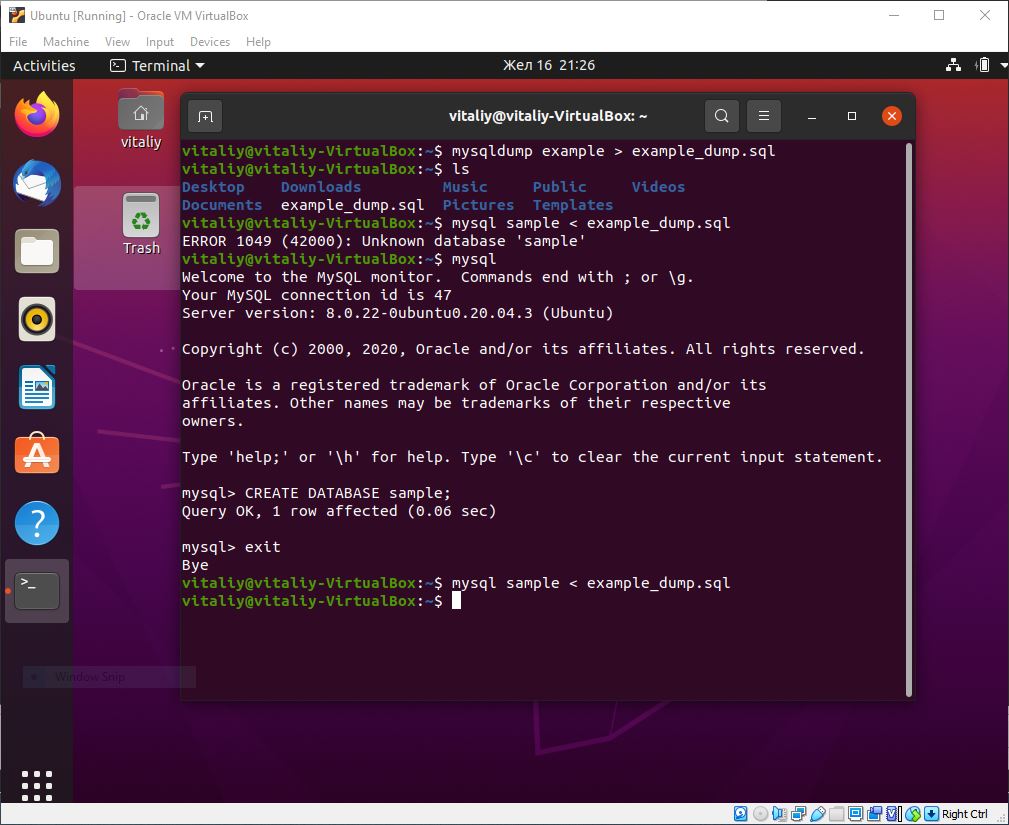 Ubuntu [Running] - Oracle VM VirtualBox
File Machine View Input Devices Help
Activities Terminal Жел 16 21:26
vitaliy
Trash
vitaliy@vitaliy-VirtualBox: ~
vitaliy@vitaliy-VirtualBox:~$ mysqldump example > example_dump.sql
vitaliy@vitaliy-VirtualBox:~$ ls
Desktop Downloads Music Public Videos
Documents example_dump.sql Pictures Templates
vitaliy@vitaliy-VirtualBox:~$ mysql sample < example_dump.sql
ERROR 1049 (42000): Unknown database 'sample'
vitaliy@vitaliy-VirtualBox:~$ mysql
Welcome to the MySQL monitor.  Commands end with ; or \g.
Your MySQL connection id is 47
Server version: 8.0.22-0ubuntu0.20.04.3 (Ubuntu)
Copyright (c) 2000, 2020, Oracle and/or its affiliates. All rights reserved.
Oracle is a registered trademark of Oracle Corporation and/or its
affiliates. Other names may be trademarks of their respective
owners.
Type 'help;' or '\h' for help. Type '\c' to clear the current input statement.
mysql> CREATE DATABASE sample;
Query OK, 1 row affected (0.06 sec)
mysql> exit
Bye
vitaliy@vitaliy-VirtualBox:~$ mysql sample < example_dump.sql
vitaliy@vitaliy-VirtualBox:~$
Window Snip
Right Ctrl